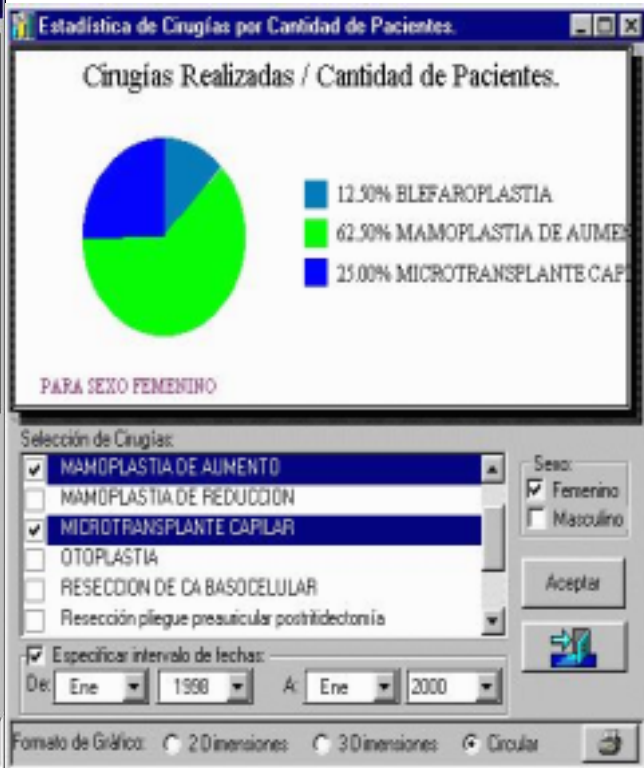 Estadística de Cirugías por Cantidad de Pacientes.
Cirugías Realizadas / Cantidad de Pacientes.
12.50% BLEFAROPLASTIA
62.50% MAMOPLASTIA DE AUMEN
25.00% MICROTRANSPLANTE CAPI
PARA SEXO FEMENINO
Selección de Cirugías:
MAMOPLASTIA DE AUMENTO
MAMOPLASTIA DE REDUCCION
MICROTRANSPLANTE CAPILAR
OTOPLASTIA
RESECCION DE CA BASOCELULAR
Resección pliegue preauricular postritidectomía
Sexo:
Femenino
Masculino
Aceptar
Especificar intervalo de fechas:
De: Ene 1998 A: Ene 2000
Formato de Gráfico: 2 Dimensiones 3 Dimensiones Circular